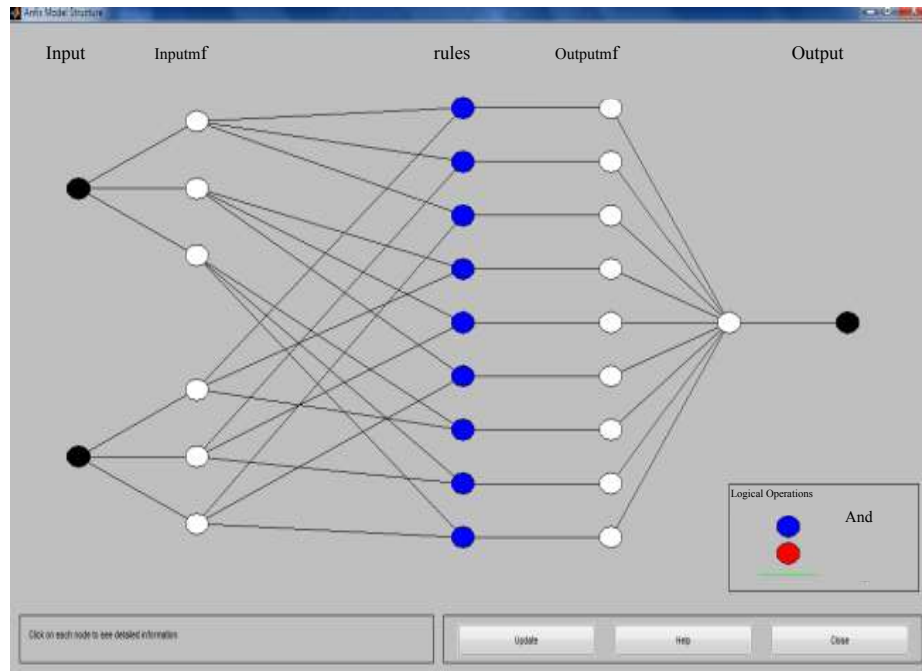 Anfis Model Structure
Input Inputmf rules Outputmf Output
Logical Operations
And
Click on each node to see detailed information
Update Help Close